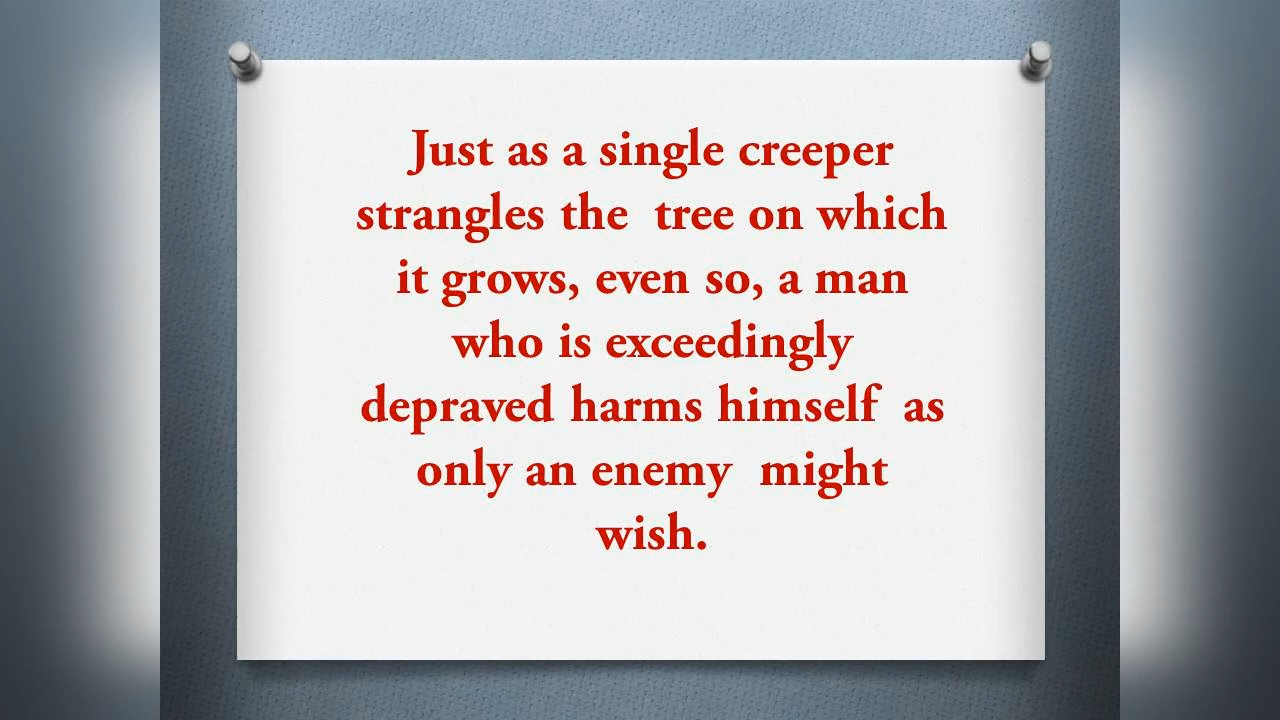 Just as a single creeper
strangles the  tree on which
it grows, even so, a man
who is exceedingly
depraved harms himself  as
only an enemy  might
wish.